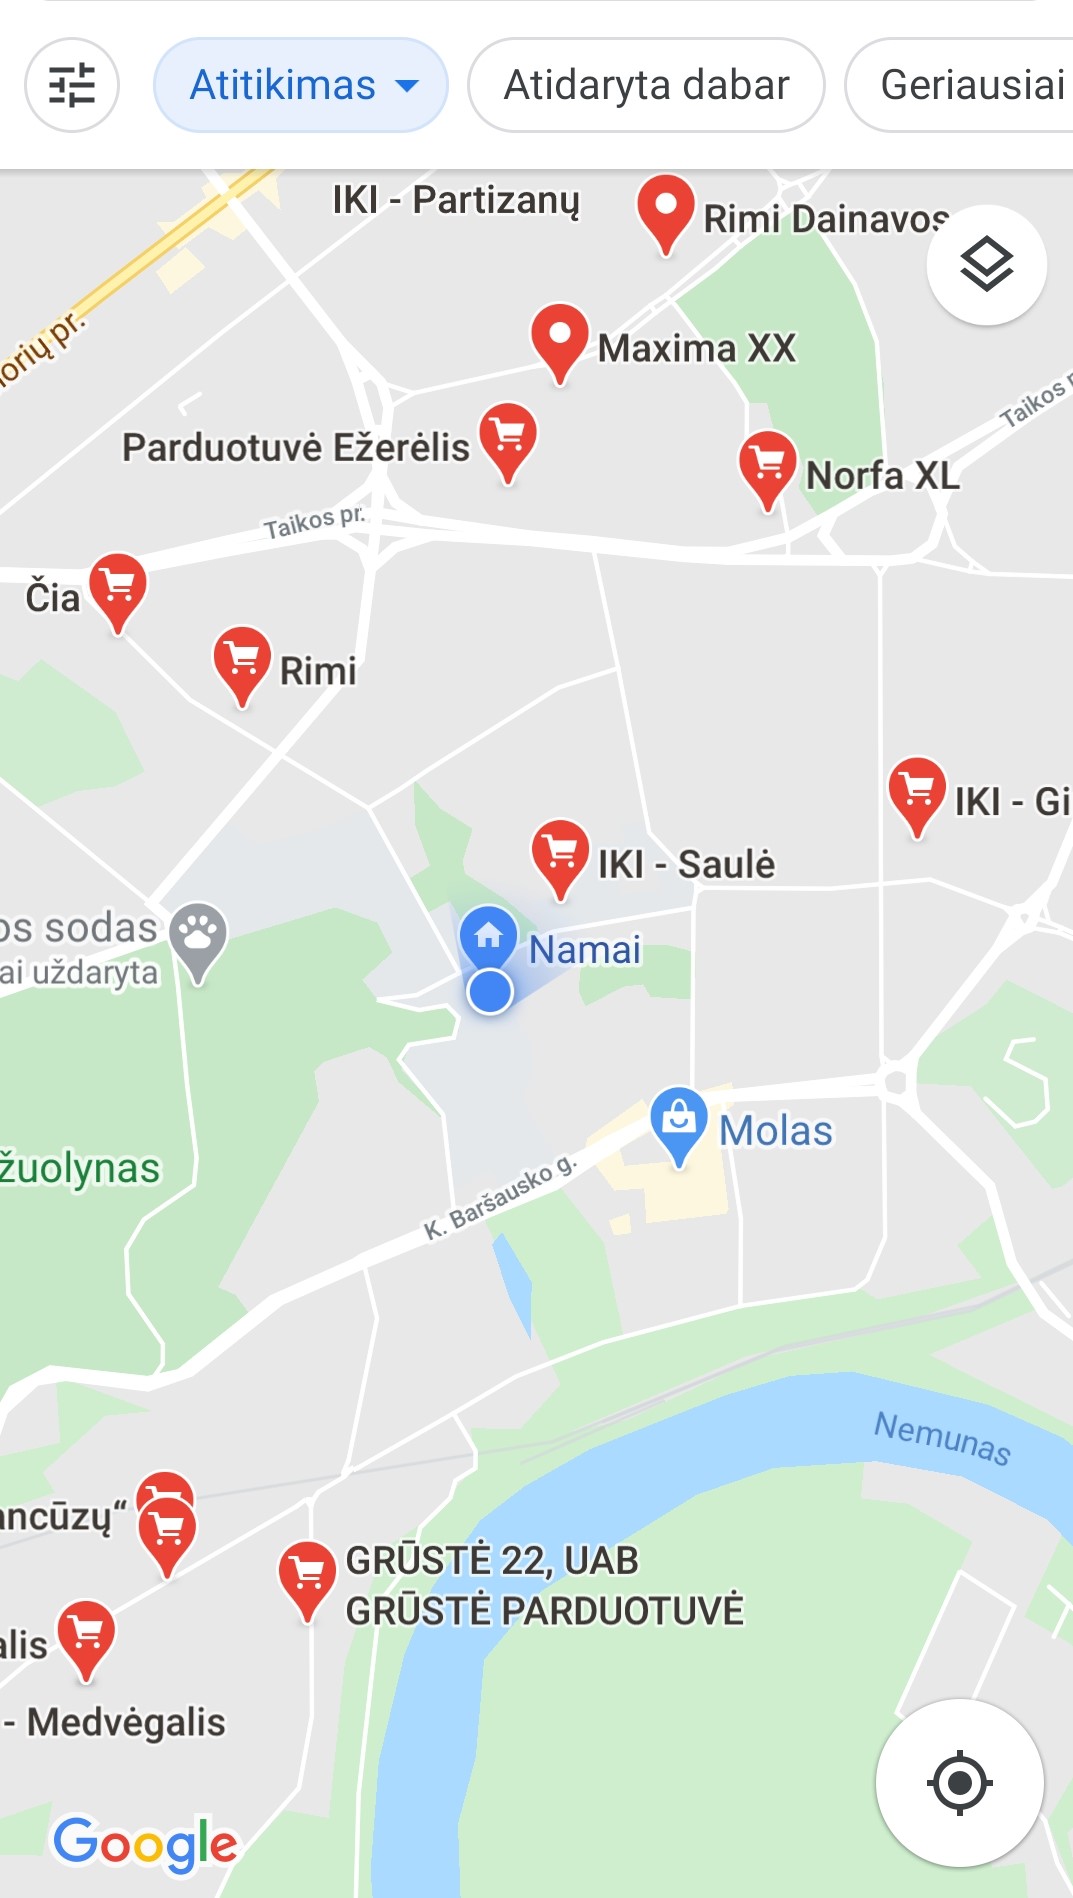 Atitikimas
Atidaryta dabar
Geriausiai
IKI - Partizanų
Rimi Dainavos
orių pr.
Maxima XX
Taikos
Parduotuvė Ežerėlis
Norfa XL
Taikos pr.
Čia
Rimi
IKI - Gi
IKI - Saulė
os sodas
ai uždaryta
Namai
Molas
žuolynas
K. Baršausko g.
Nemunas
ancūzų“
GRŪSTĖ 22, UAB
GRŪSTĖ PARDUOTUVĖ
alis
- Medvėgalis
Google